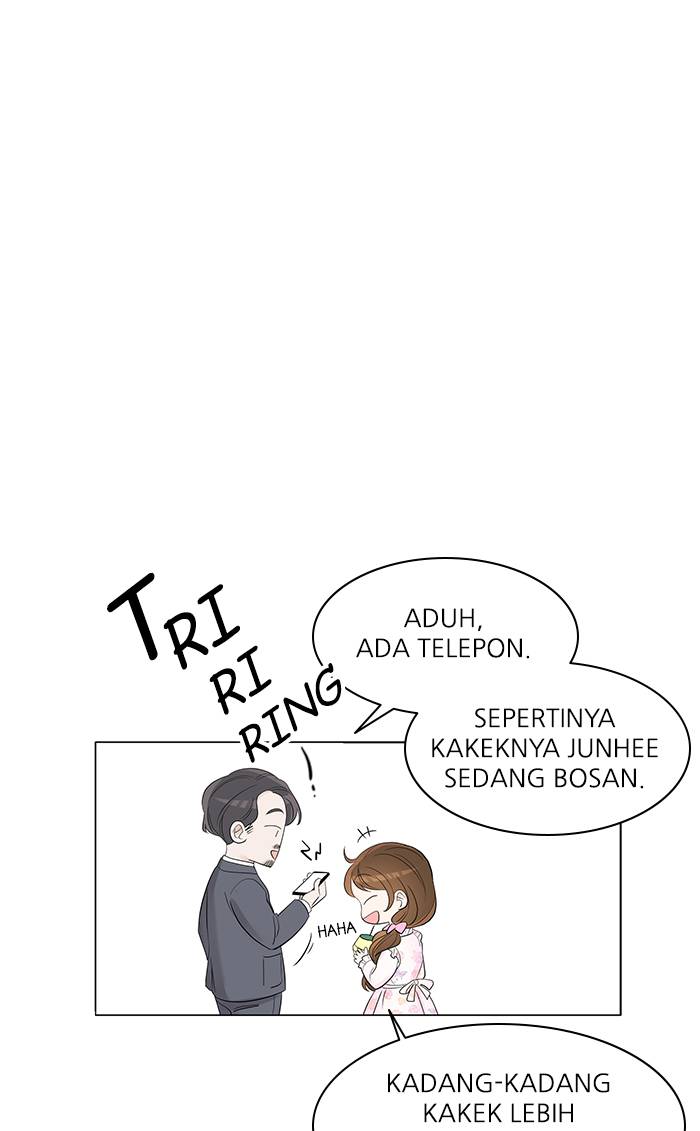 TRI
RI
RING
ADUH,
ADA TELEPON.
SEPERTINYA
KAKEKNYA JUNHEE
SEDANG BOSAN.
HAHA
KADANG-KADANG
KAKEK LEBIH